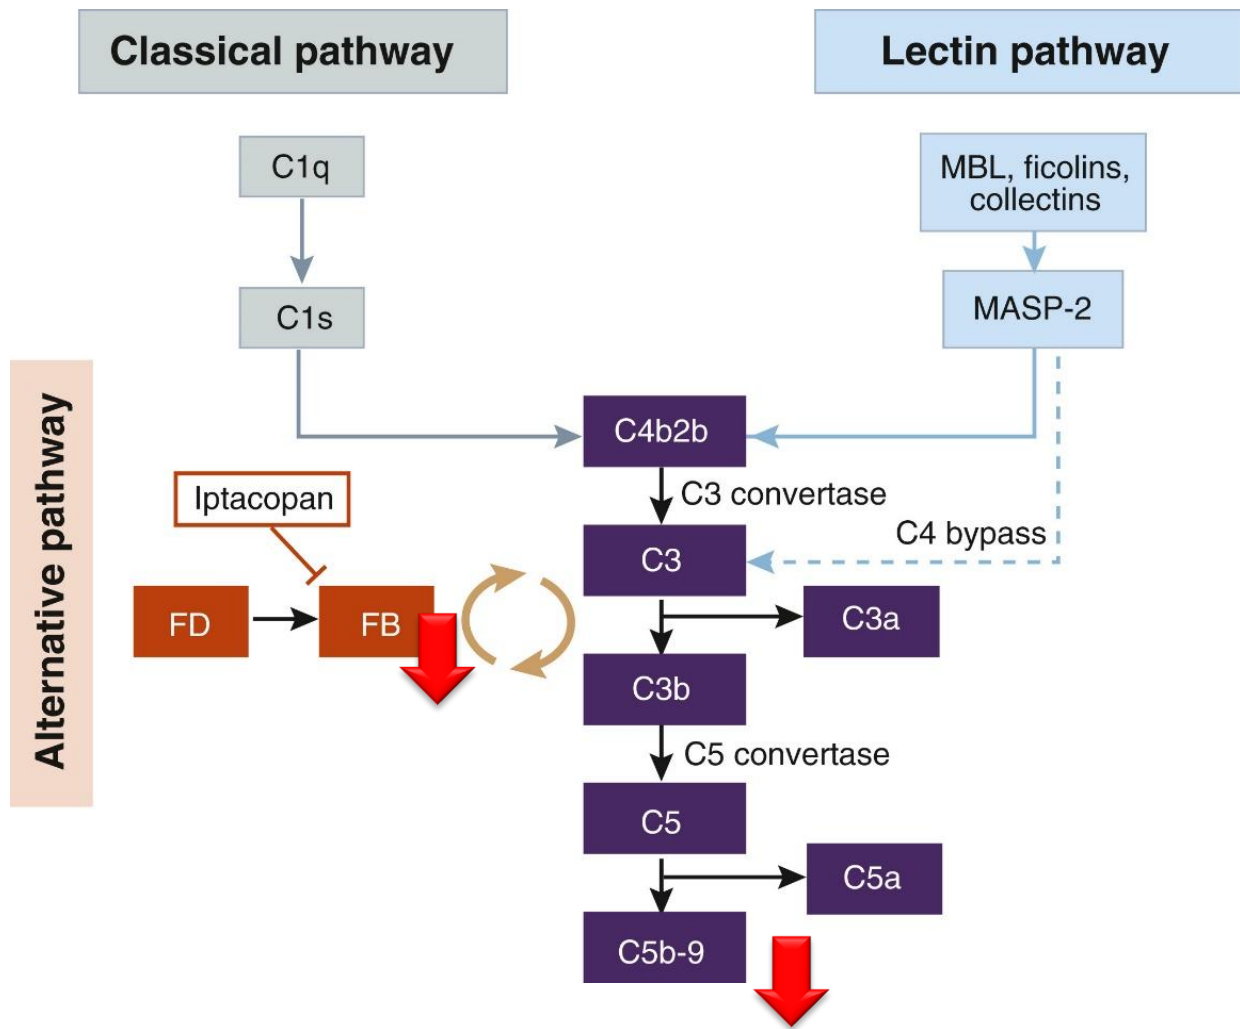 Classical pathway
Lectin pathway
C1q
MBL, ficolins,
collectins
C1s
MASP-2
Alternative pathway
C4b2b
C3 convertase
Iptacopan
C4 bypass
C3
FD
FB
C3a
C3b
C5 convertase
C5
C5a
C5b-9